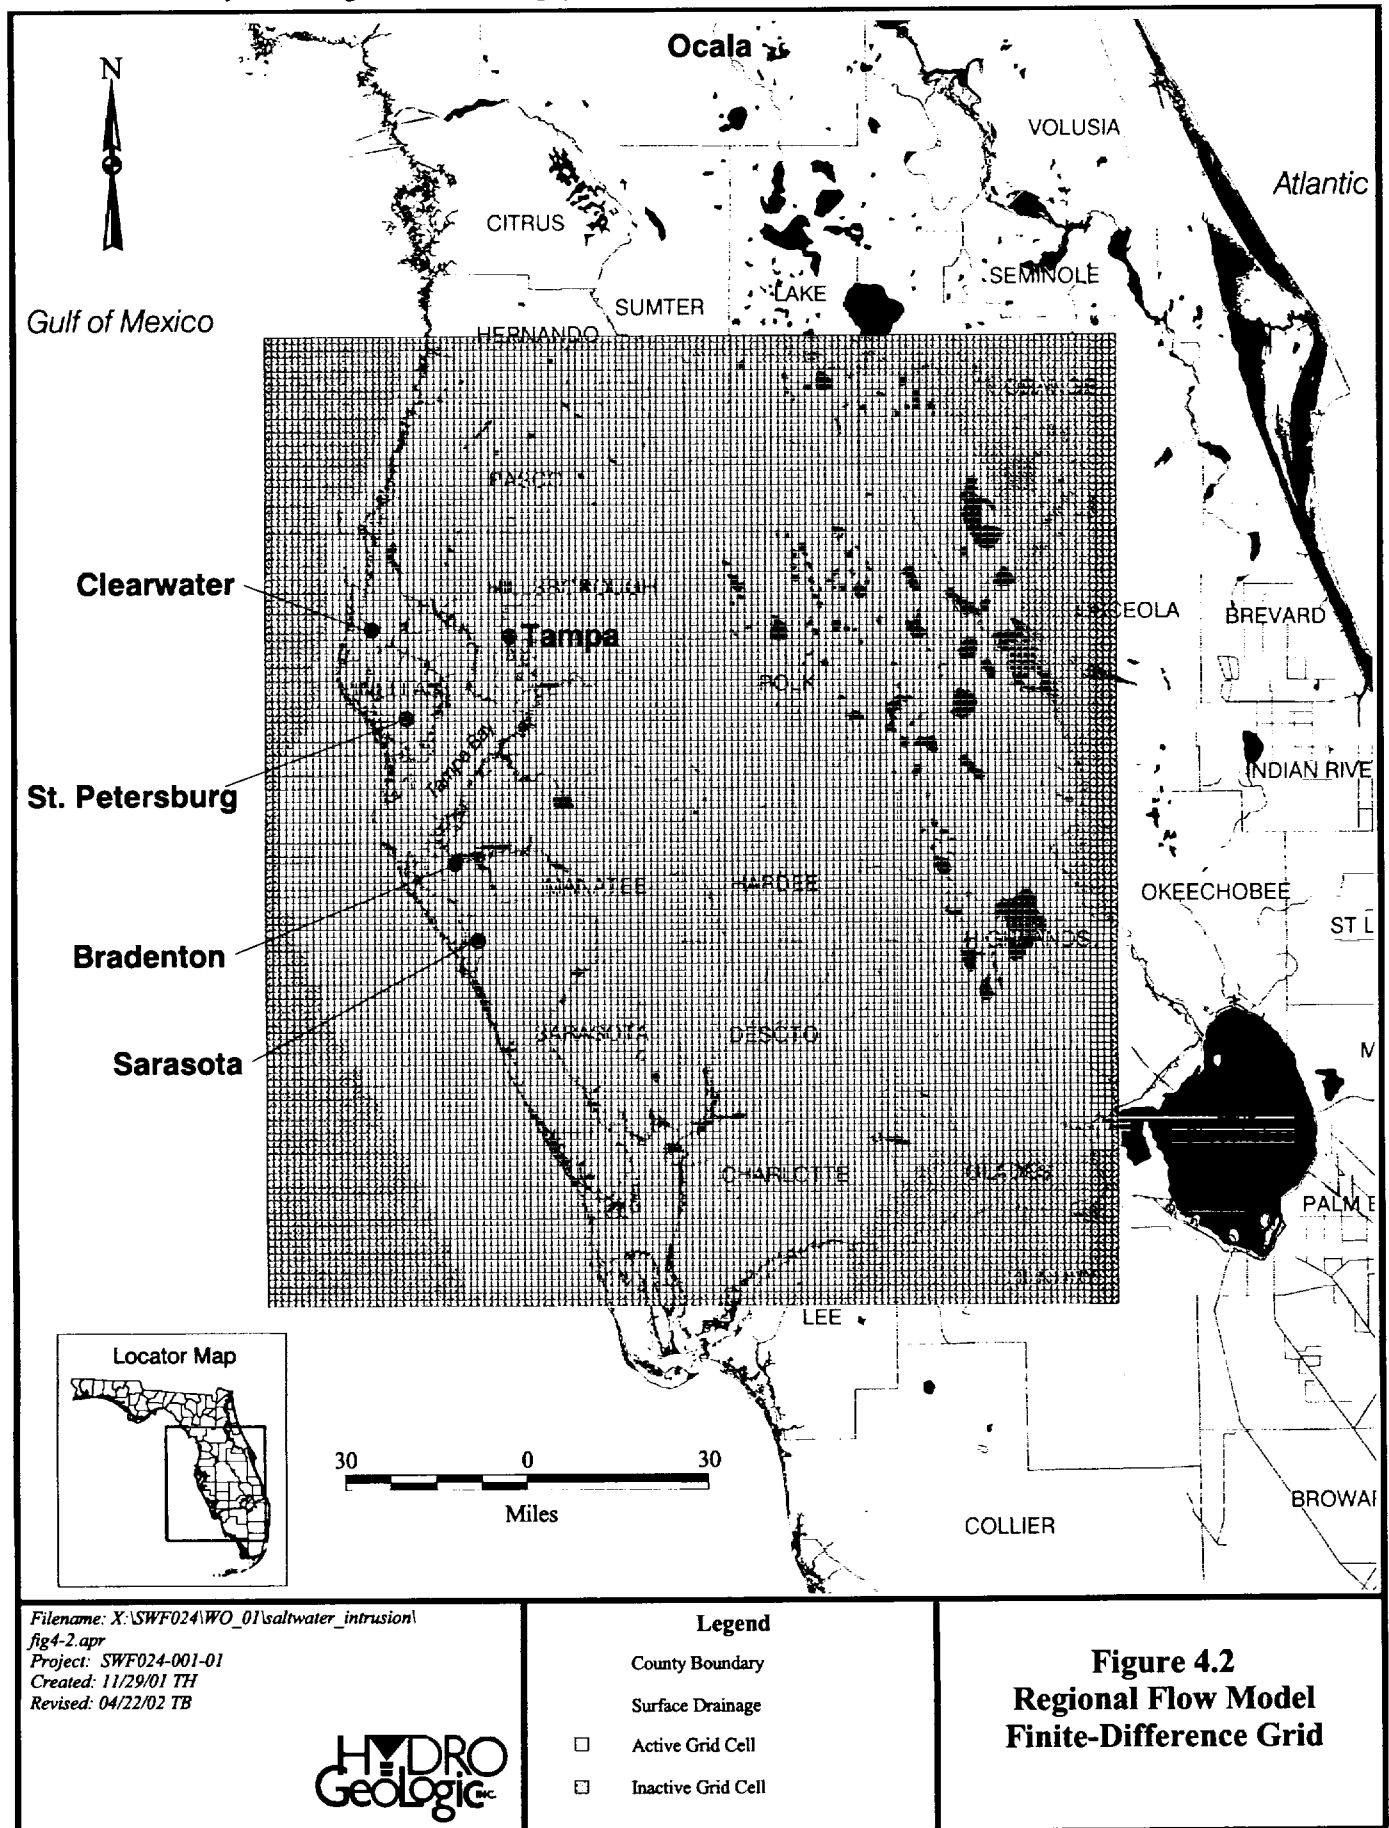 Ocala
N
VOLUSIA
Atlantic
CITRUS
SEMINOLE
LAKE
SUMTER
Gulf of Mexico
HERNANDO
PASCO
Clearwater
HILLSBOROUGH
CEOLA
BREVARD
Tampa
POLK
Tampa Bay
St. Petersburg
INDIAN RIVE
MANATEE
HARDEE
OKEECHOBEE
ST L
HIGHLANDS
Bradenton
SARASOTA
DESOTO
M
Sarasota
CHARLOTTE
GLADES
PALM B
LEE
Locator Map
30 0 30
Miles
BROWAI
COLLIER
Filename: X:\SWF024\WO_01\saltwater_intrusion\
fig4-2.apr
Project: SWF024-001-01
Created: 11/29/01 TH
Revised: 04/22/02 TB
HYDRO
GeoLogic INC.
Legend
County Boundary
Surface Drainage
Active Grid Cell
Inactive Grid Cell
Figure 4.2
Regional Flow Model
Finite-Difference Grid